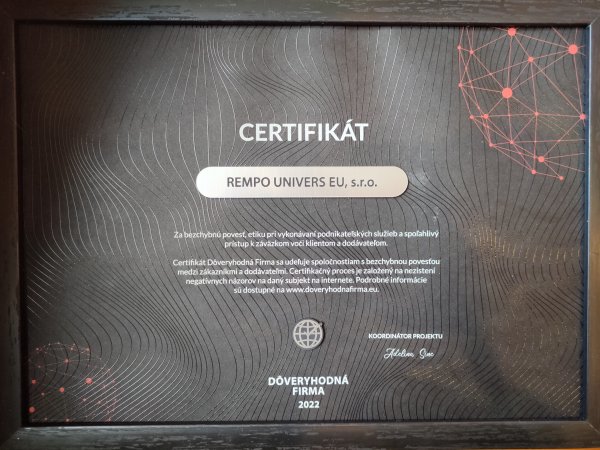 CERTIFIKÁT
REMPO UNIVERS EU, s.r.o.
Za bezchybnú povesť, etiku pri vykonávaní podnikateľských služieb a spoľahlivý
prístup k záväzkom voči klientom a dodávateľom.
Certifikát Dôveryhodná Firma sa udeľuje spoločnostiam s bezchybnou povesťou
medzi zákazníkmi a dodávateľmi. Certifikačný proces je založený na nezistení
negatívnych názorov na daný subjekt na internete. Podrobné informácie
sú dostupné na www.doveryhodnafirma.eu.
KOORDINÁTOR PROJEKTU
Adelina Sinc
DÔVERYHODNÁ
FIRMA
2022